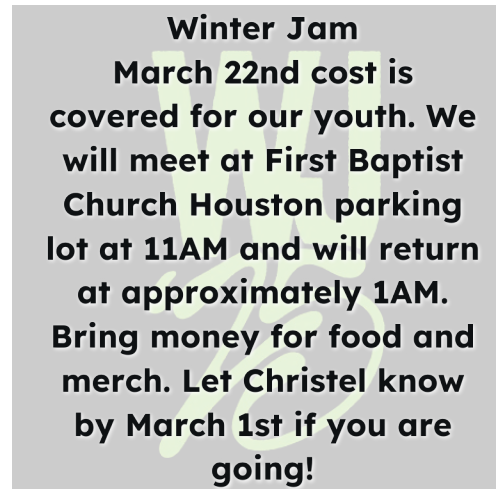 Winter Jam
March 22nd cost is
covered for our youth. We
will meet at First Baptist
Church Houston parking
lot at 11AM and will return
at approximately 1AM.
Bring money for food and
merch. Let Christel know
by March 1st if you are
going!
WJ
25